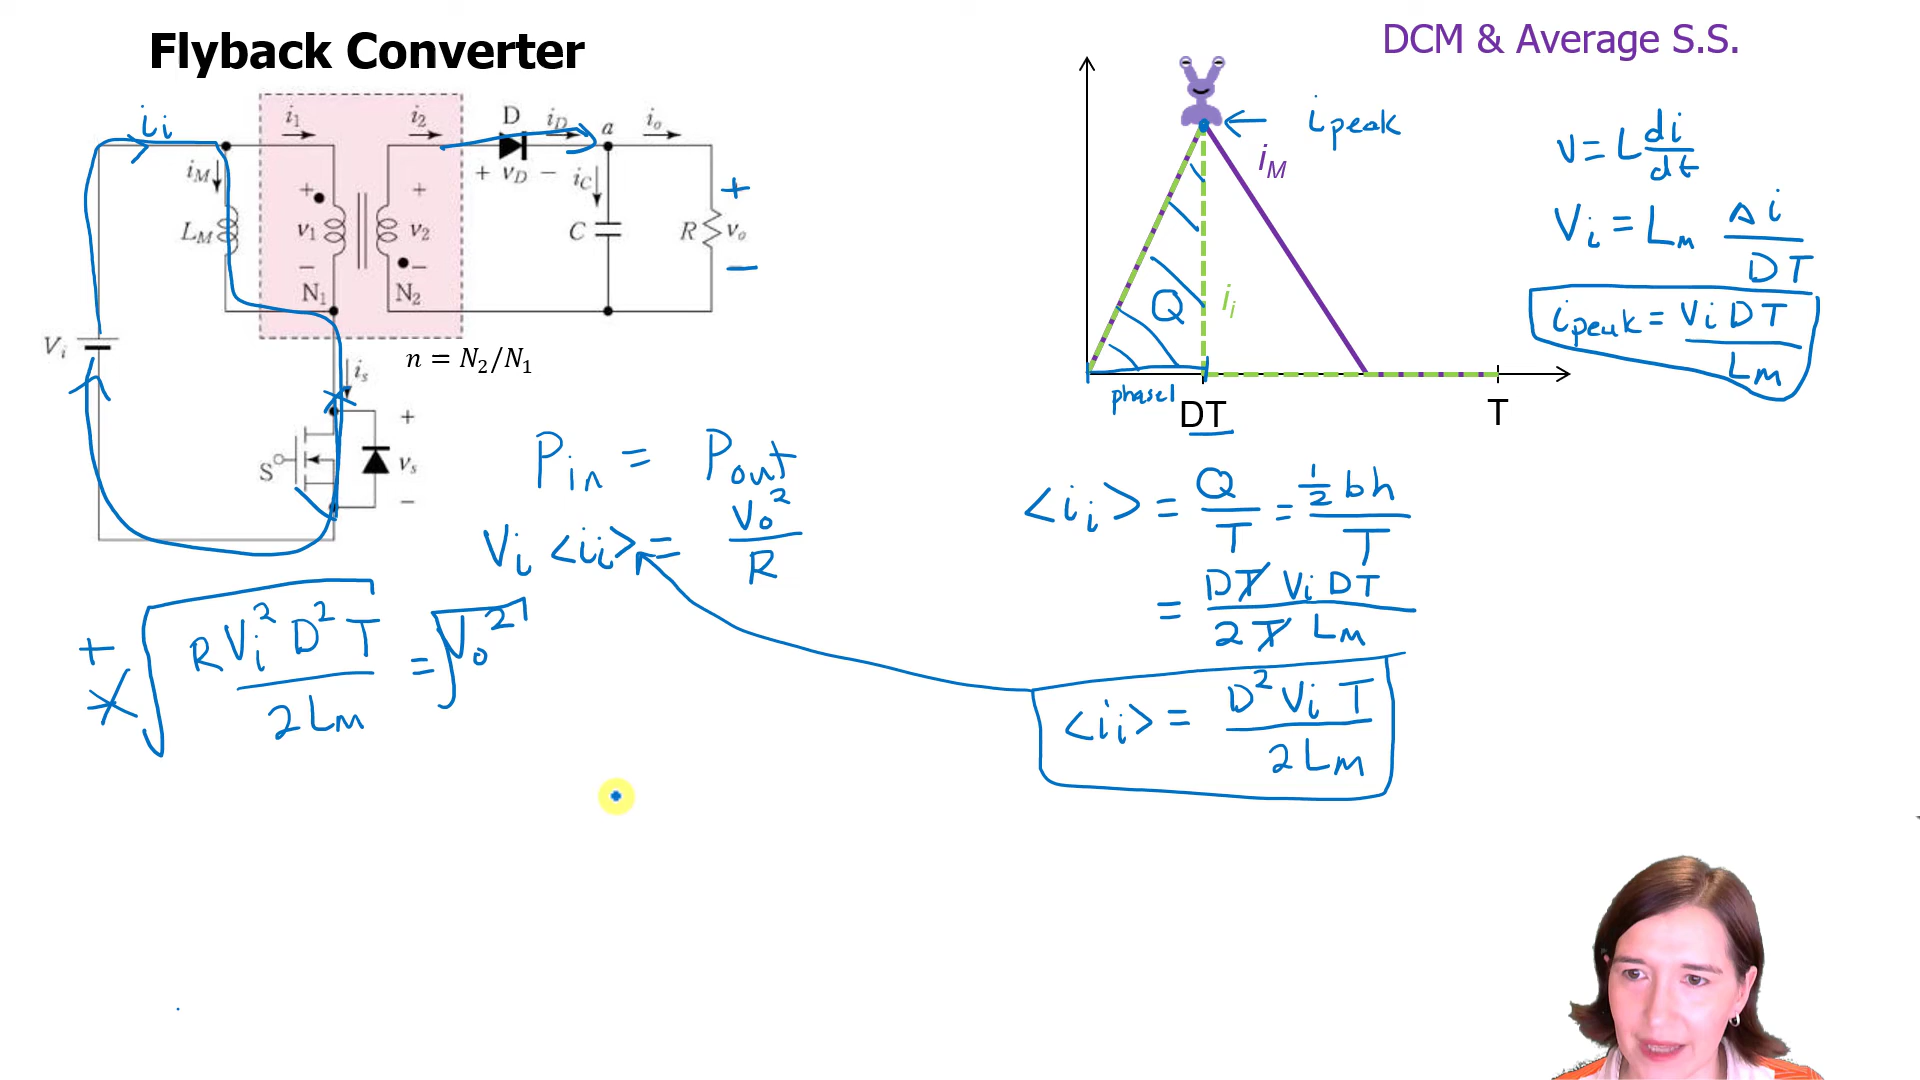 Flyback Converter
DCM & Average S.S.
i_i
i_1
i_2
D
i_D
a
i_o
i_M
L_M
+
v_1
−
N_1
+
v_2
−
N_2
+ v_D −
i_C
C
R
+
v_o
−
V_i
n = N_2/N_1
i_s
S
+
v_s
−
i_peak
i_M
Q
i_i
phase1
DT
T
v = L di/dt
V_i = L_M Δi/DT
i_peak = V_i DT / L_M
P_in = P_out
V_i <i_i> = V_o^2 / R
<i_i> = Q/T = ½bh / T
= DT V_i DT / 2T L_M
<i_i> = D^2 V_i T / 2L_M
+ √(R V_i^2 D^2 T / 2L_M) = √(V_o^2)